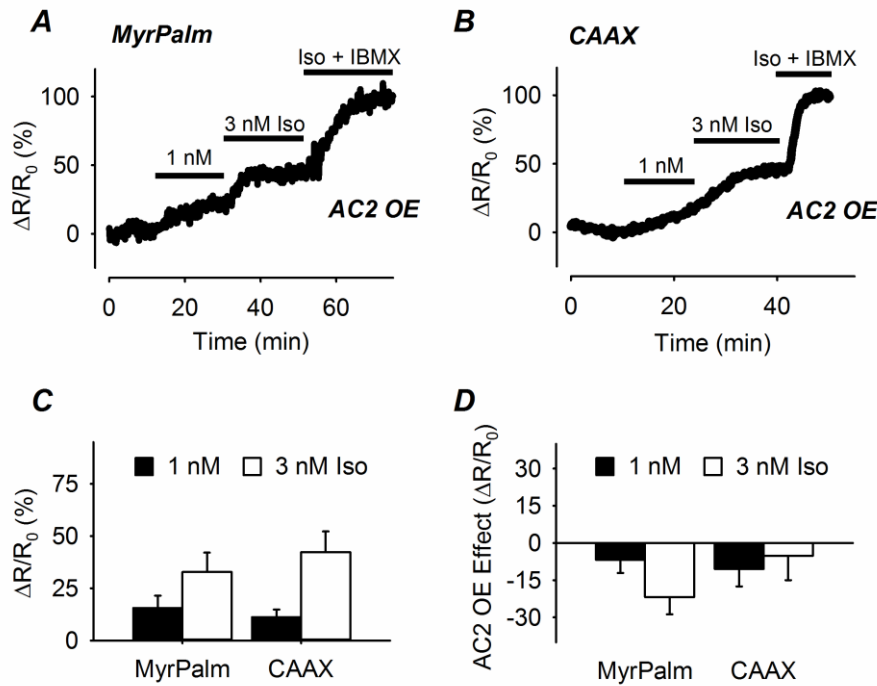 A
MyrPalm
Iso + IBMX
3 nM Iso
1 nM
AC2 OE
ΔR/R0 (%)
100
50
0
0 20 40 60
Time (min)
B
CAAX
Iso + IBMX
3 nM Iso
1 nM
AC2 OE
ΔR/R0 (%)
100
50
0
0 20 40
Time (min)
C
1 nM 3 nM Iso
ΔR/R0 (%)
75
50
25
0
MyrPalm CAAX
D
1 nM 3 nM Iso
AC2 OE Effect (ΔR/R0)
30
15
0
-15
-30
MyrPalm CAAX